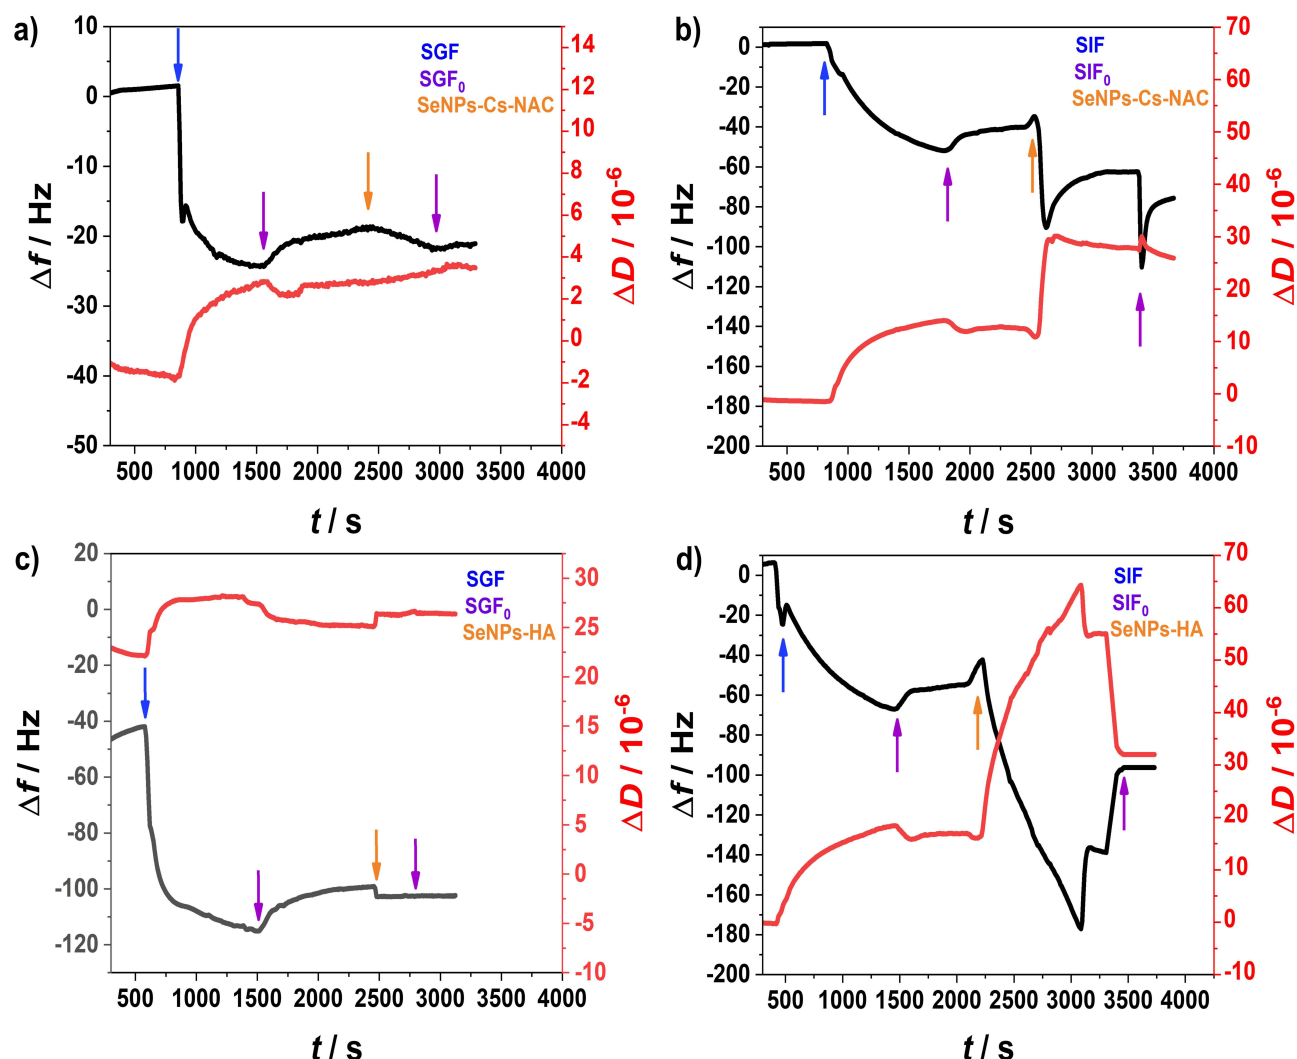 a)
SGF
SGF₀
SeNPs-Cs-NAC
Δf / Hz
10
0
-10
-20
-30
-40
-50
14
12
10
8
6
4
2
0
-2
-4
ΔD / 10⁻⁶
500 1000 1500 2000 2500 3000 3500 4000
t / s
b)
SIF
SIF₀
SeNPs-Cs-NAC
Δf / Hz
0
-20
-40
-60
-80
-100
-120
-140
-160
-180
-200
70
60
50
40
30
20
10
0
-10
ΔD / 10⁻⁶
500 1000 1500 2000 2500 3000 3500 4000
t / s
c)
SGF
SGF₀
SeNPs-HA
Δf / Hz
20
0
-20
-40
-60
-80
-100
-120
30
25
20
15
10
5
0
-5
-10
ΔD / 10⁻⁶
500 1000 1500 2000 2500 3000 3500 4000
t / s
d)
SIF
SIF₀
SeNPs-HA
Δf / Hz
0
-20
-40
-60
-80
-100
-120
-140
-160
-180
-200
70
60
50
40
30
20
10
0
-10
ΔD / 10⁻⁶
500 1000 1500 2000 2500 3000 3500 4000
t / s